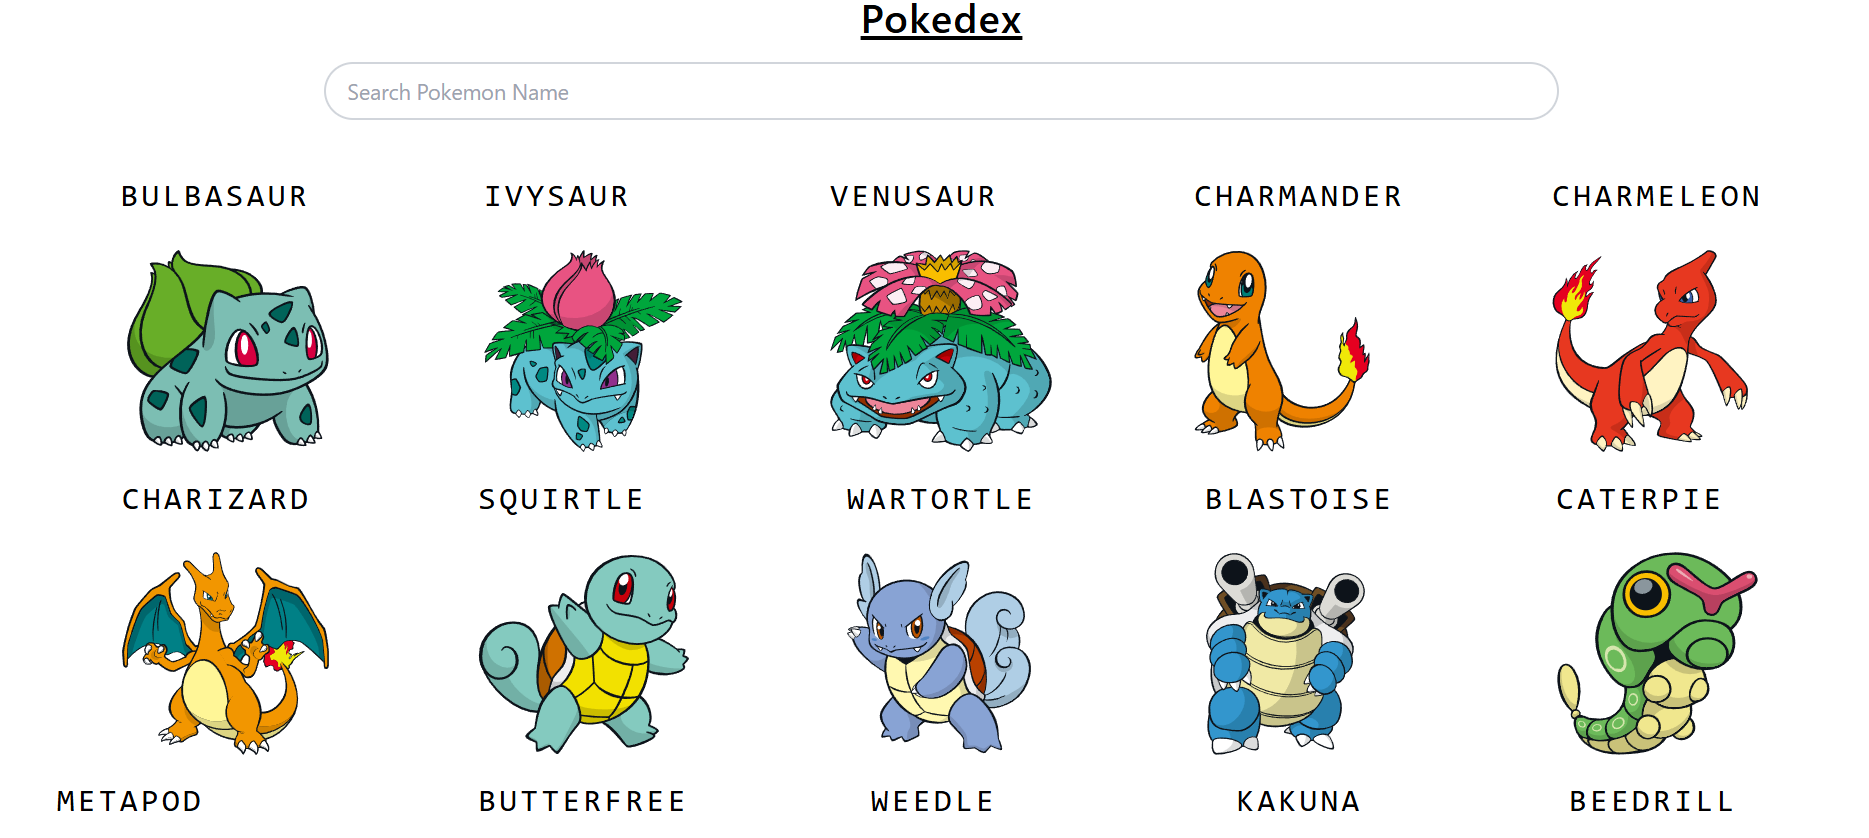 Pokedex
Search Pokemon Name
BULBASAUR IVYSAUR VENUSAUR CHARMANDER CHARMELEON
CHARIZARD SQUIRTLE WARTORTLE BLASTOISE CATERPIE
METAPOD BUTTERFREE WEEDLE KAKUNA BEEDRILL